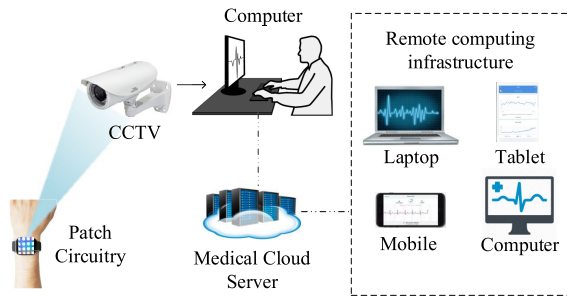 Computer
CCTV
Patch
Circuitry
Medical Cloud
Server
Remote computing
infrastructure
Laptop
Tablet
Mobile
Computer